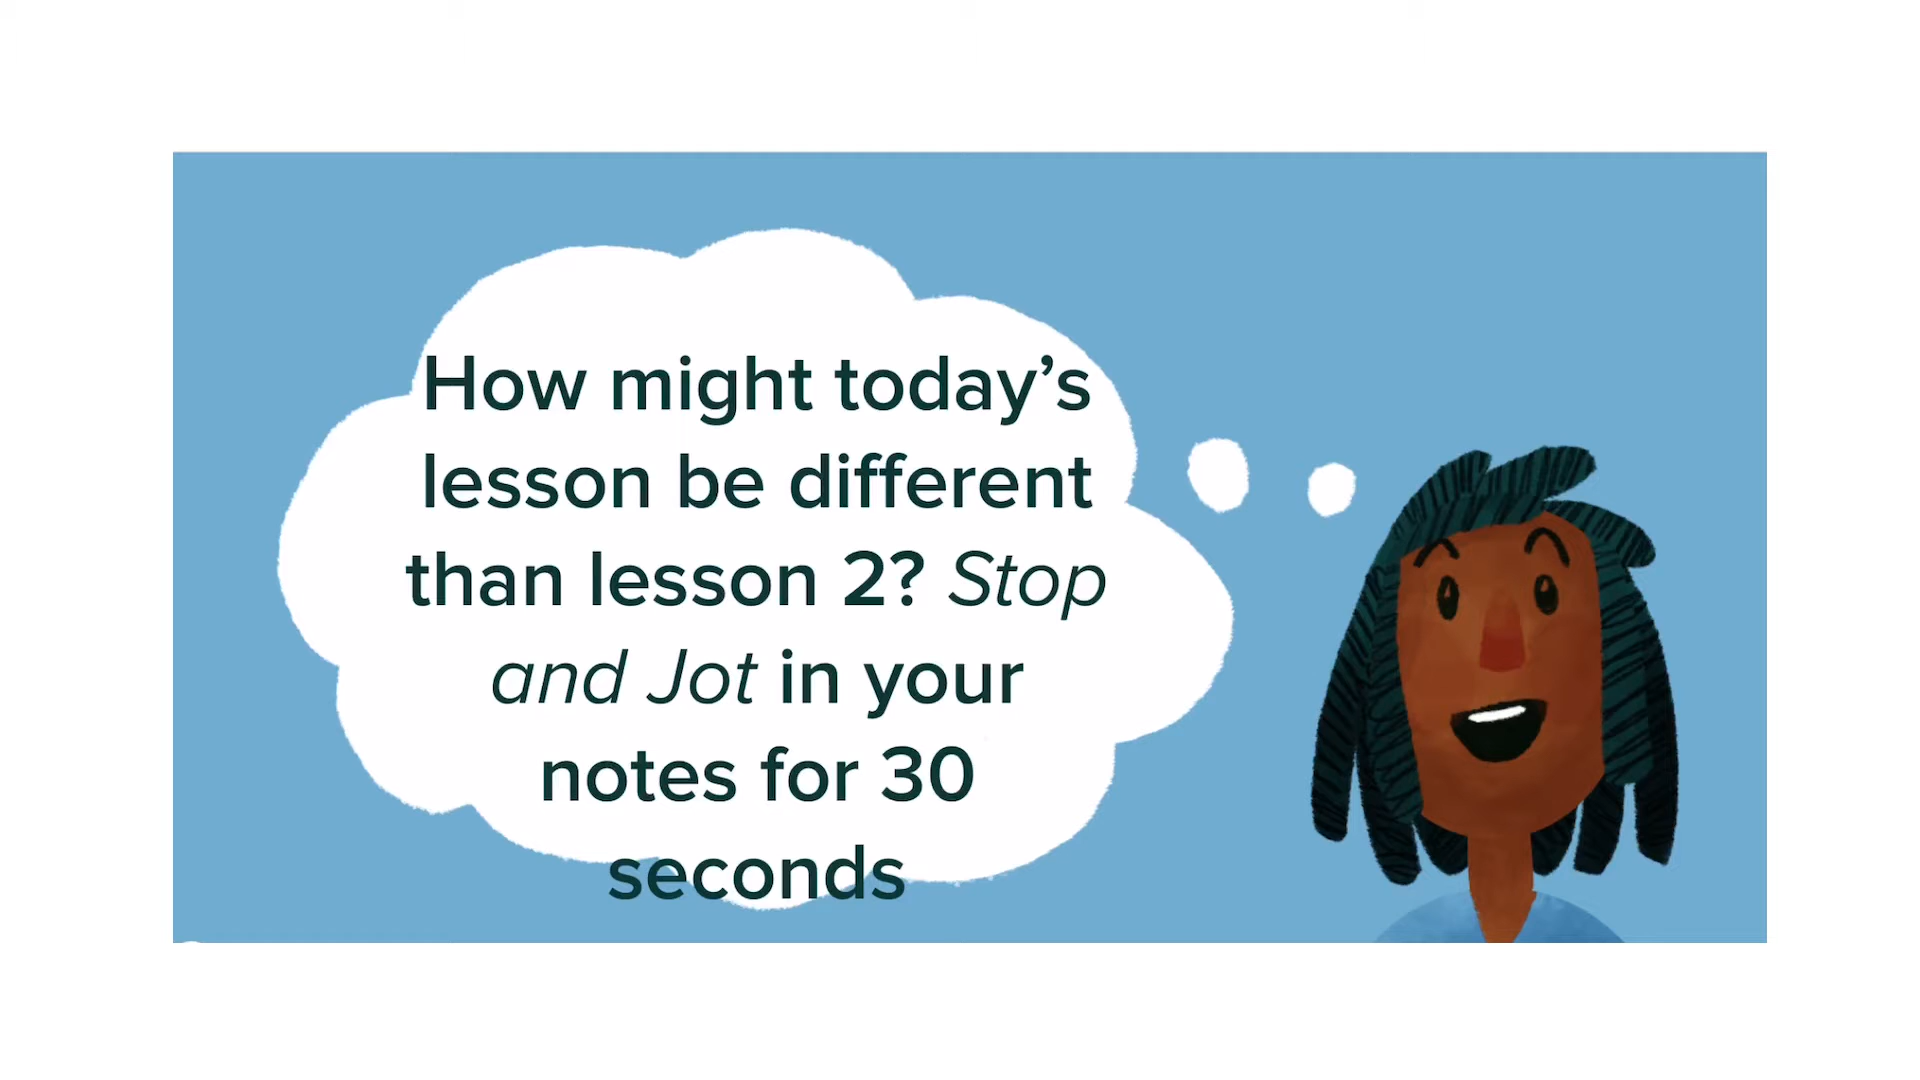 How might today’s
lesson be different
than lesson 2? Stop
and Jot in your
notes for 30
seconds